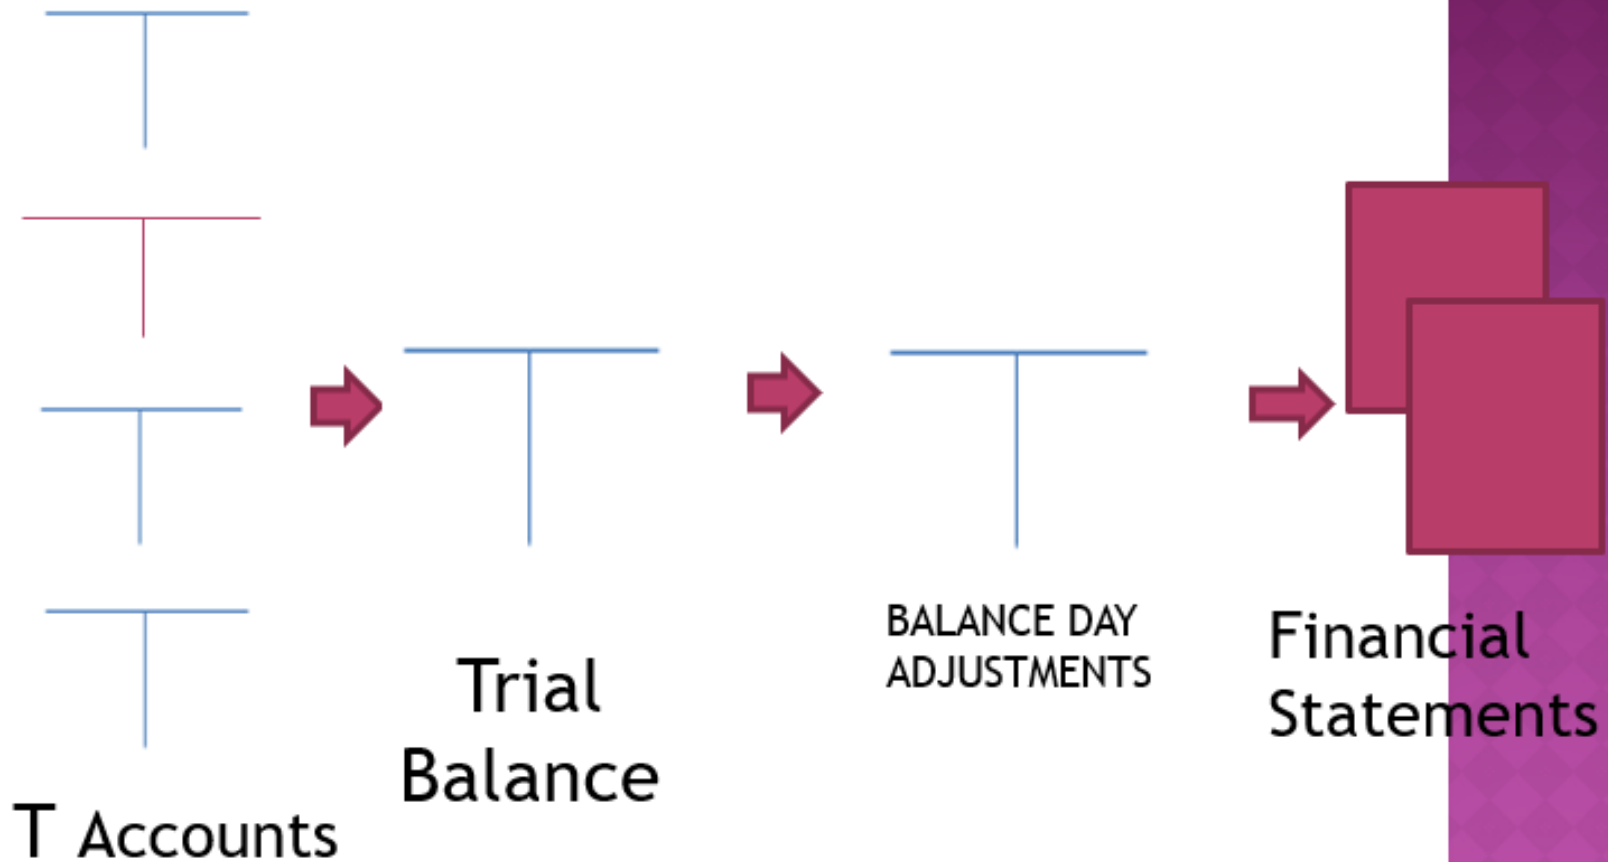 T Accounts
Trial
Balance
BALANCE DAY
ADJUSTMENTS
Financial
Statements